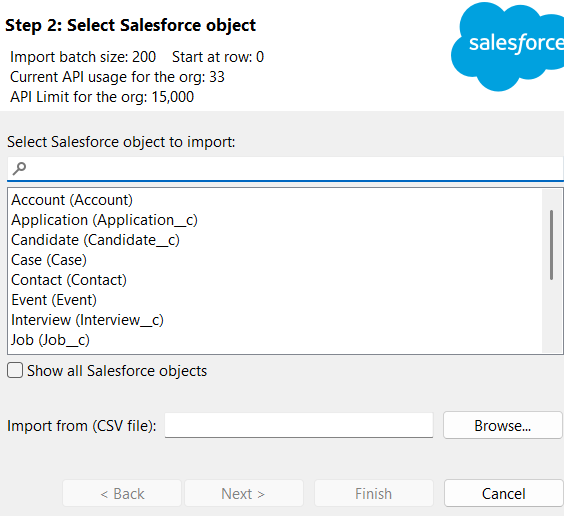 Step 2: Select Salesforce object
Import batch size: 200 Start at row: 0
Current API usage for the org: 33
API Limit for the org: 15,000
salesforce
Select Salesforce object to import:
Account (Account)
Application (Application__c)
Candidate (Candidate__c)
Case (Case)
Contact (Contact)
Event (Event)
Interview (Interview__c)
Job (Job__c)
Show all Salesforce objects
Import from (CSV file):
Browse...
< Back
Next >
Finish
Cancel